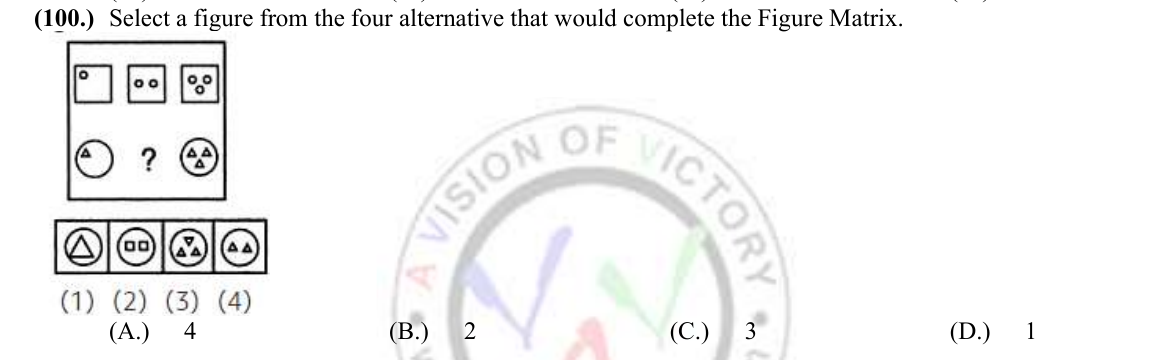 (100.) Select a figure from the four alternative that would complete the Figure Matrix.
?
(1) (2) (3) (4)
(A.) 4 (B.) 2 (C.) 3 (D.) 1
A VISION OF VICTORY